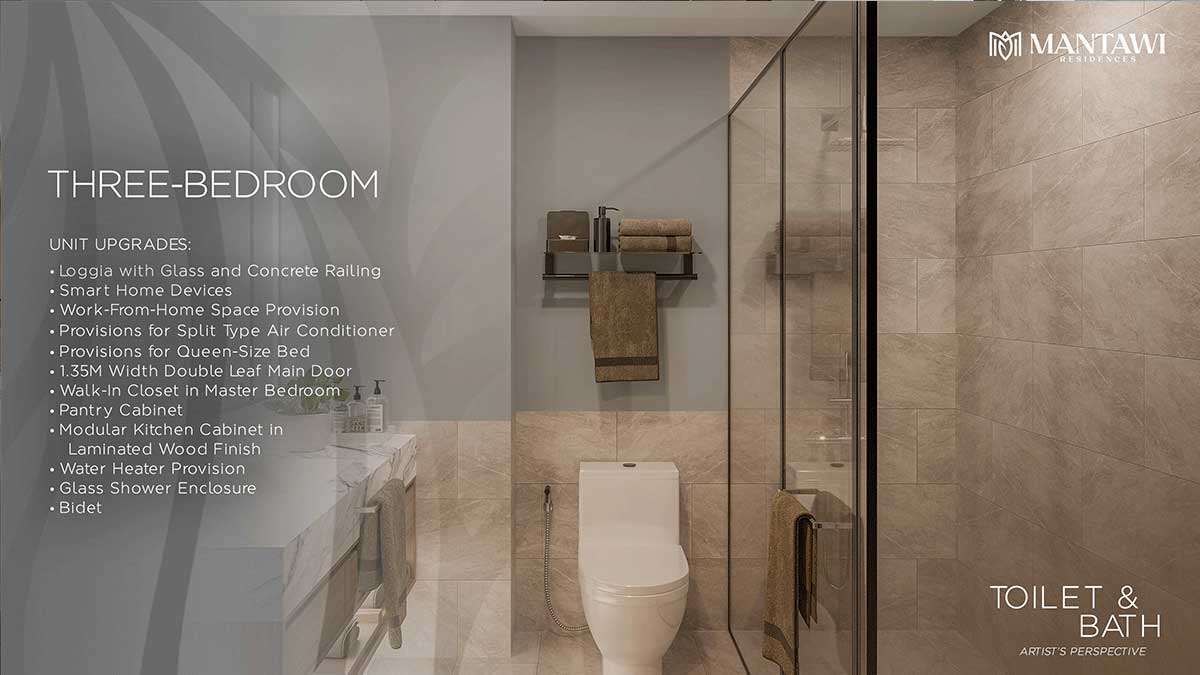 MANTAWI
RESIDENCES
THREE-BEDROOM
UNIT UPGRADES:
• Loggia with Glass and Concrete Railing
• Smart Home Devices
• Work-From-Home Space Provision
• Provisions for Split Type Air Conditioner
• Provisions for Queen-Size Bed
• 1.35M Width Double Leaf Main Door
• Walk-In Closet in Master Bedroom
• Pantry Cabinet
• Modular Kitchen Cabinet in
Laminated Wood Finish
• Water Heater Provision
• Glass Shower Enclosure
• Bidet
TOILET &
BATH
ARTIST'S PERSPECTIVE